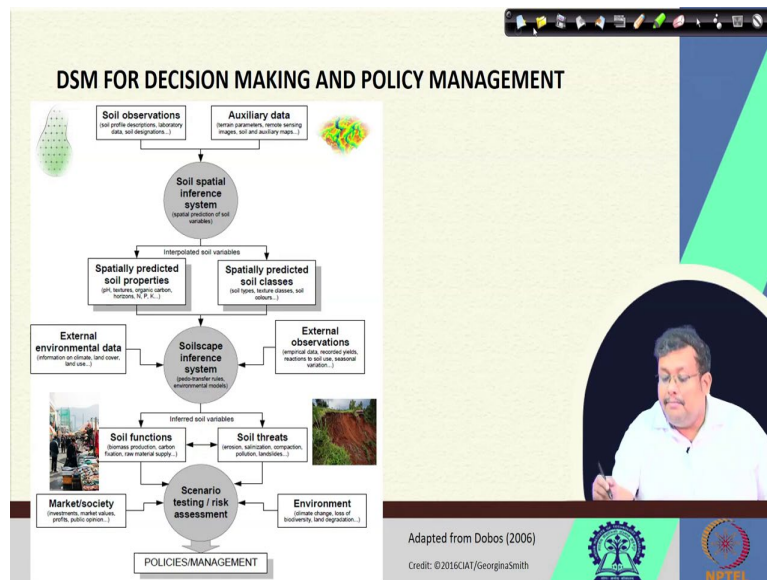 DSM FOR DECISION MAKING AND POLICY MANAGEMENT
Soil observations
(soil profile descriptions, laboratory
data, soil designations...)
Auxiliary data
(terrain parameters, remote sensing
images, soil and auxiliary maps...)
Soil spatial
inference
system
(spatial prediction of soil
variables)
Interpolated soil variables
Spatially predicted
soil properties
(pH, textures, organic carbon,
horizons, N, P, K...)
Spatially predicted
soil classes
(soil types, texture classes, soil
colours...)
External
environmental data
(information on climate, land cover,
land use...)
Soilscape
inference
system
(pedo-transfer rules,
environmental models)
External
observations
(empirical data, recorded yields,
reactions to soil use, seasonal
variation...)
Inferred soil variables
Soil functions
(biomass production, carbon
fixation, raw material supply...)
Soil threats
(erosion, salinization, compaction,
pollution, landslides...)
Scenario
testing / risk
assessment
Market/society
(investments, market values,
profits, public opinion...)
Environment
(climate change, loss of
biodiversity, land degradation...)
POLICIES/MANAGEMENT
Adapted from Dobos (2006)
Credit: ©2016CIAT/GeorginaSmith
NPTEL